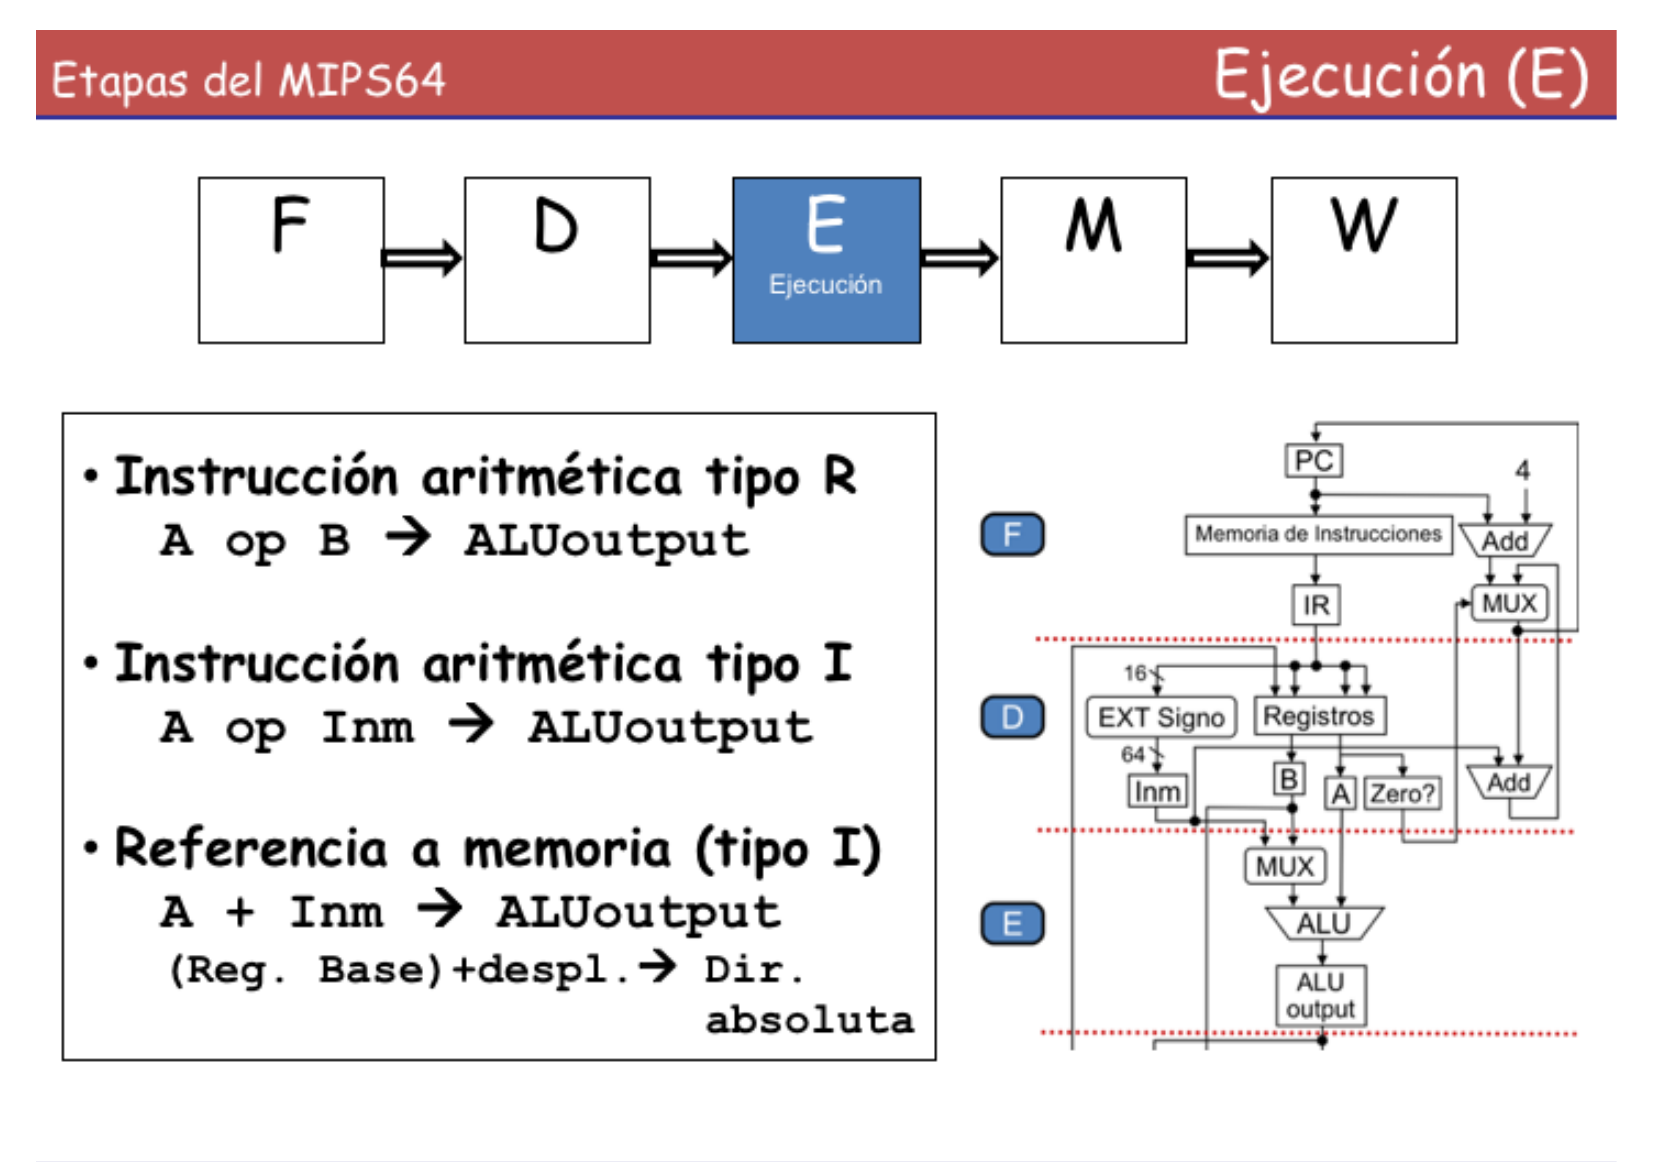 Etapas del MIPS64
Ejecución (E)
F
D
E
M
W
Ejecución
• Instrucción aritmética tipo R
A op B → ALUoutput
• Instrucción aritmética tipo I
A op Inm → ALUoutput
• Referencia a memoria (tipo I)
A + Inm → ALUoutput
(Reg. Base)+despl.→ Dir.
absoluta
PC
4
F
Memoria de Instrucciones
Add
IR
MUX
16
D
EXT Signo
Registros
64
Inm
B
A
Zero?
Add
MUX
E
ALU
ALU
output